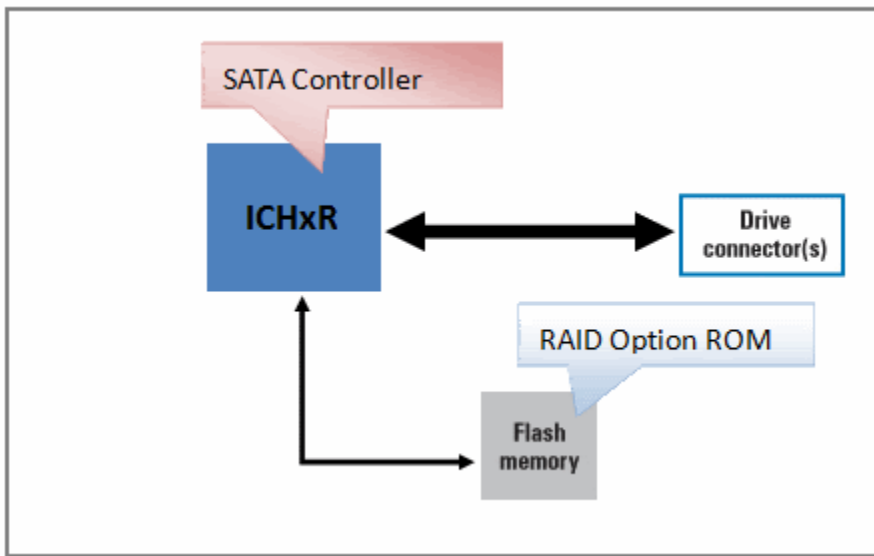 SATA Controller
ICHxR
Drive
connector(s)
RAID Option ROM
Flash
memory